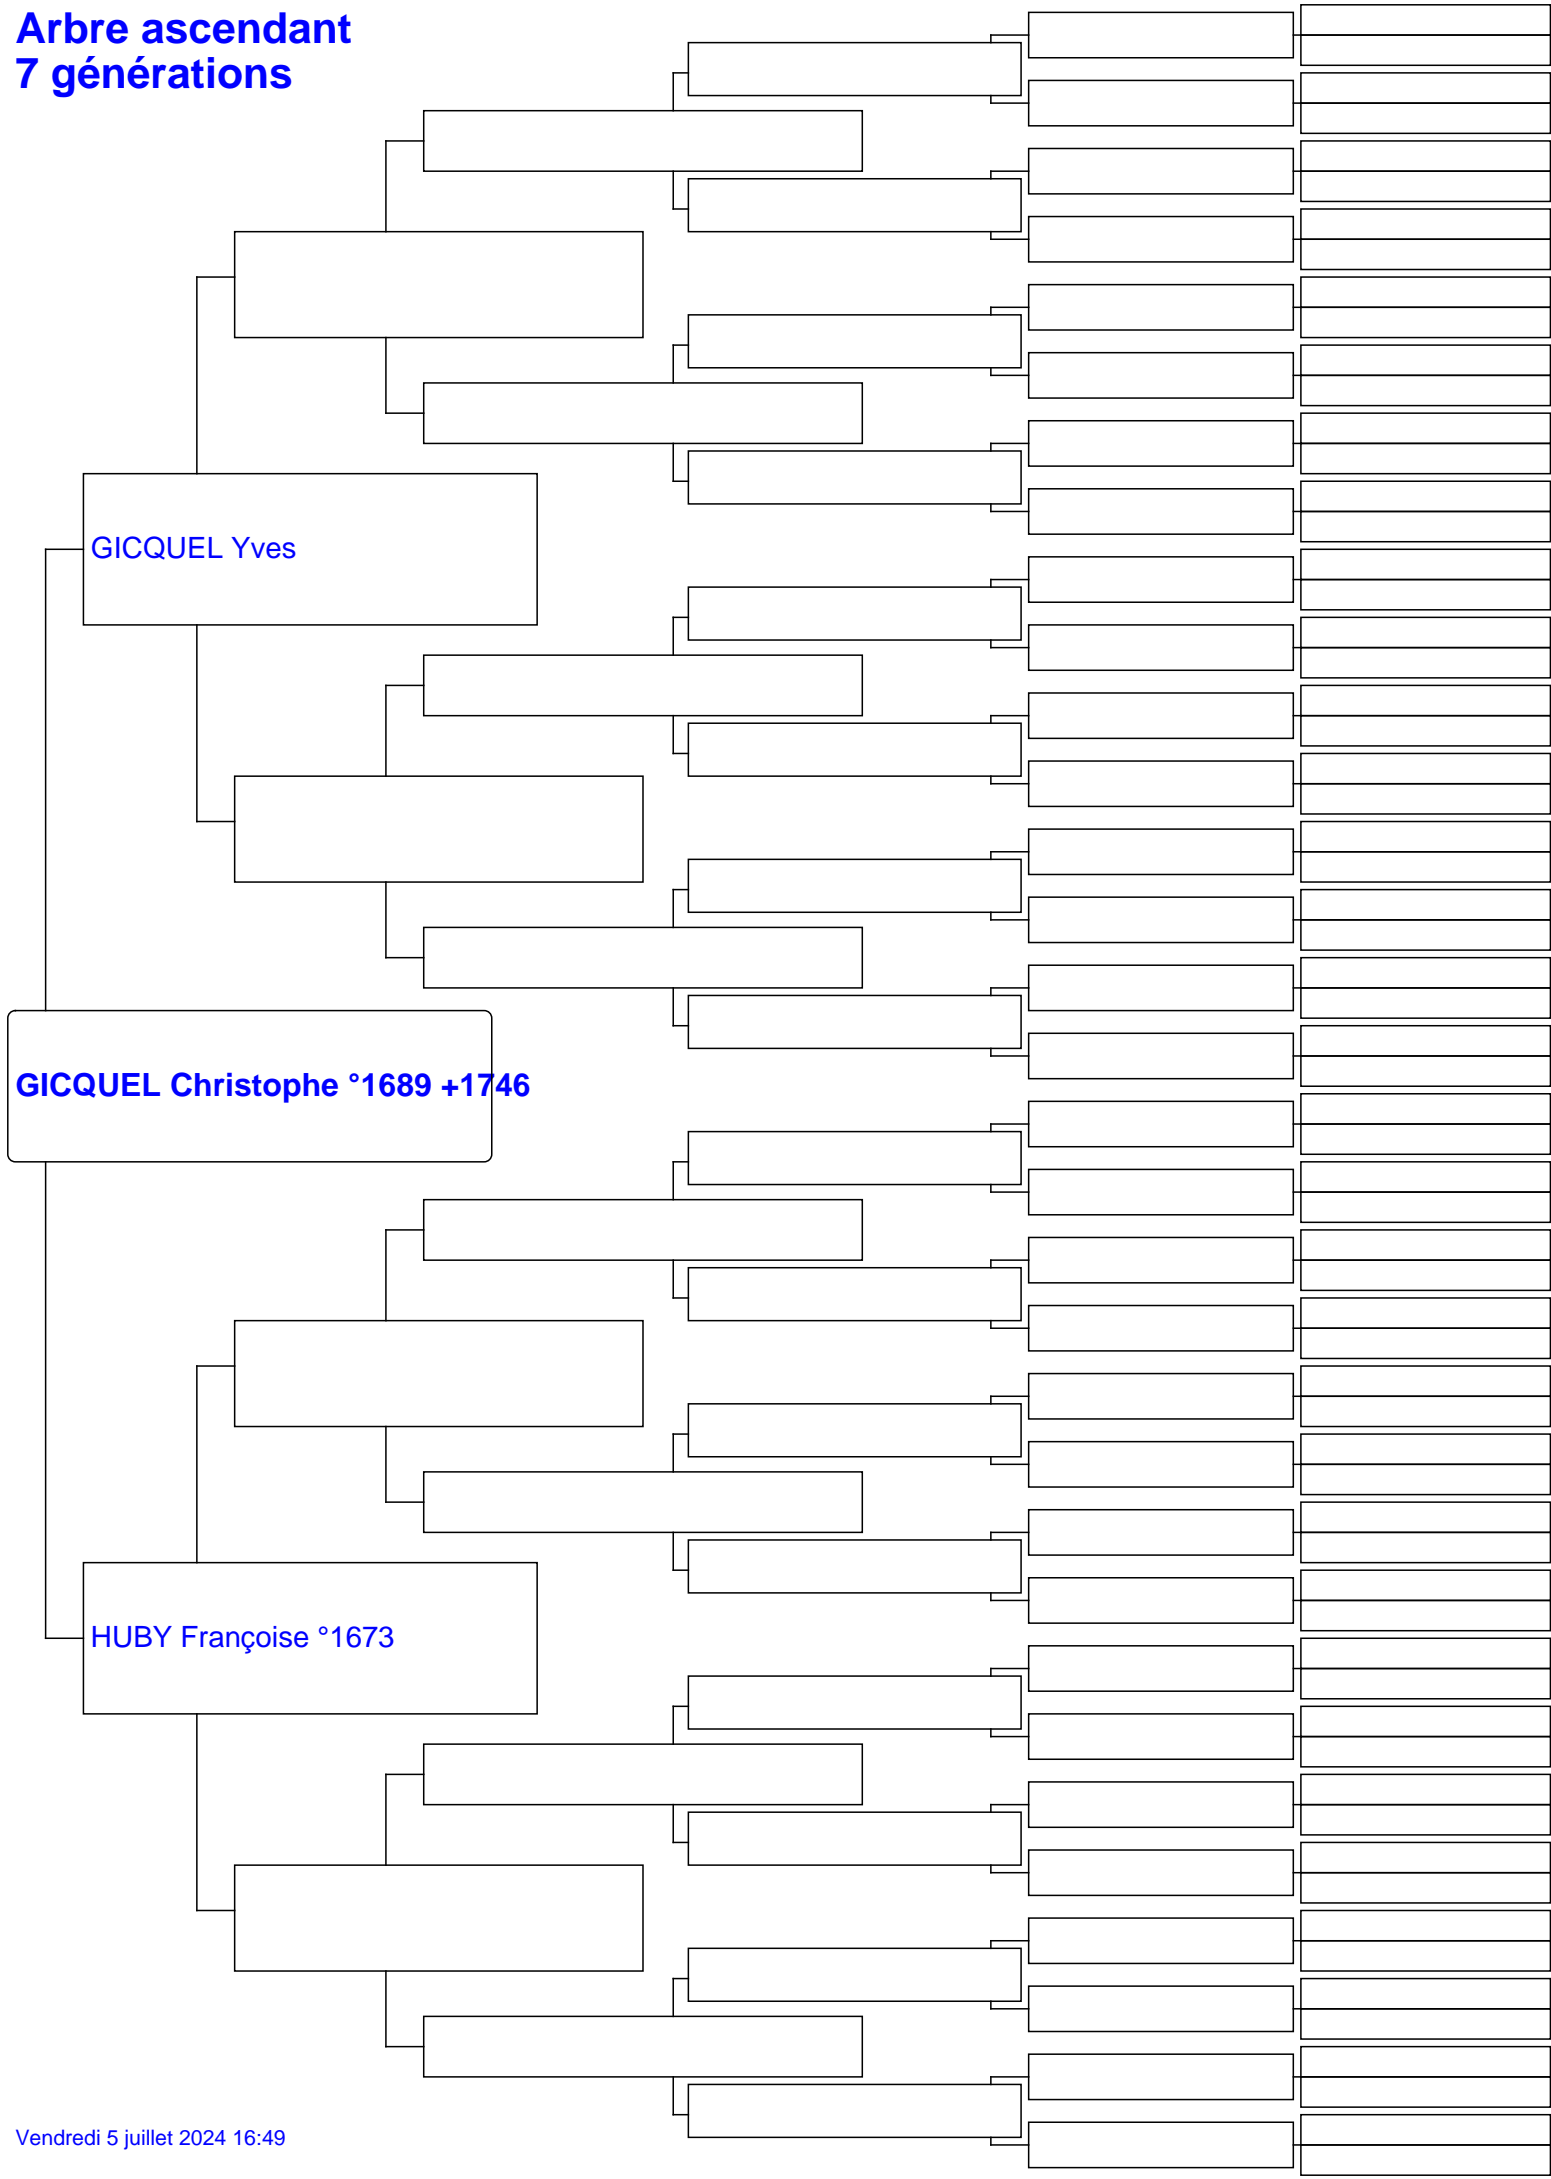 Arbre ascendant
7 générations
GICQUEL Yves
GICQUEL Christophe °1689 +1746
HUBY Françoise °1673
Vendredi 5 juillet 2024 16:49